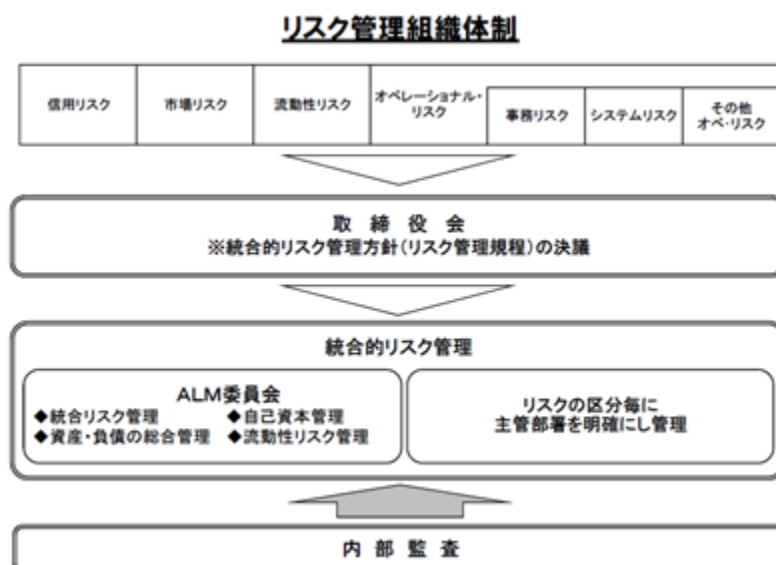 リスク管理組織体制
信用リスク
市場リスク
流動性リスク
オペレーショナル・
リスク
事務リスク
システムリスク
その他
オペ・リスク
取締役会
※統合的リスク管理方針(リスク管理規程)の決議
統合的リスク管理
ALM委員会
◆統合リスク管理 ◆自己資本管理
◆資産・負債の総合管理 ◆流動性リスク管理
リスクの区分毎に
主管部署を明確にし管理
内部監査